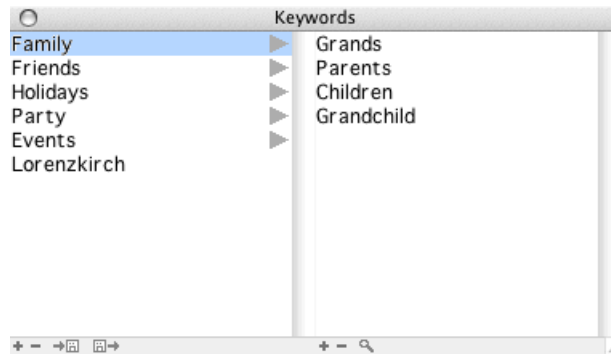 Keywords
Family
Friends
Holidays
Party
Events
Lorenzkirch
Grands
Parents
Children
Grandchild